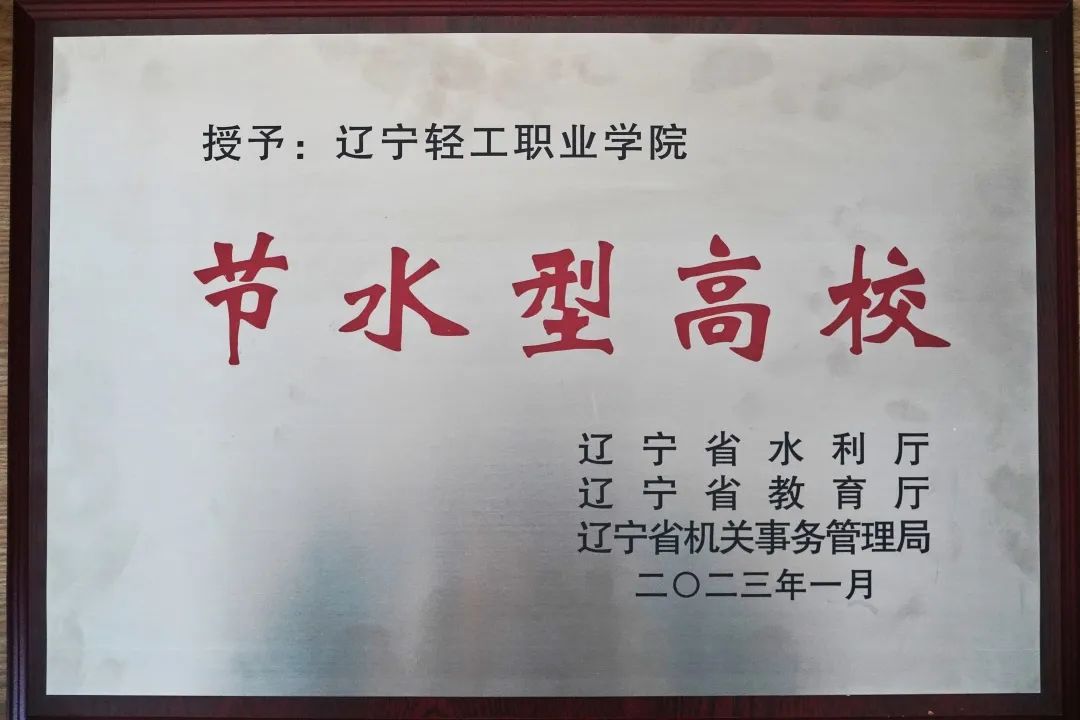 授予：辽宁轻工职业学院
节水型高校
辽宁省水利厅
辽宁省教育厅
辽宁省机关事务管理局
二〇二三年一月